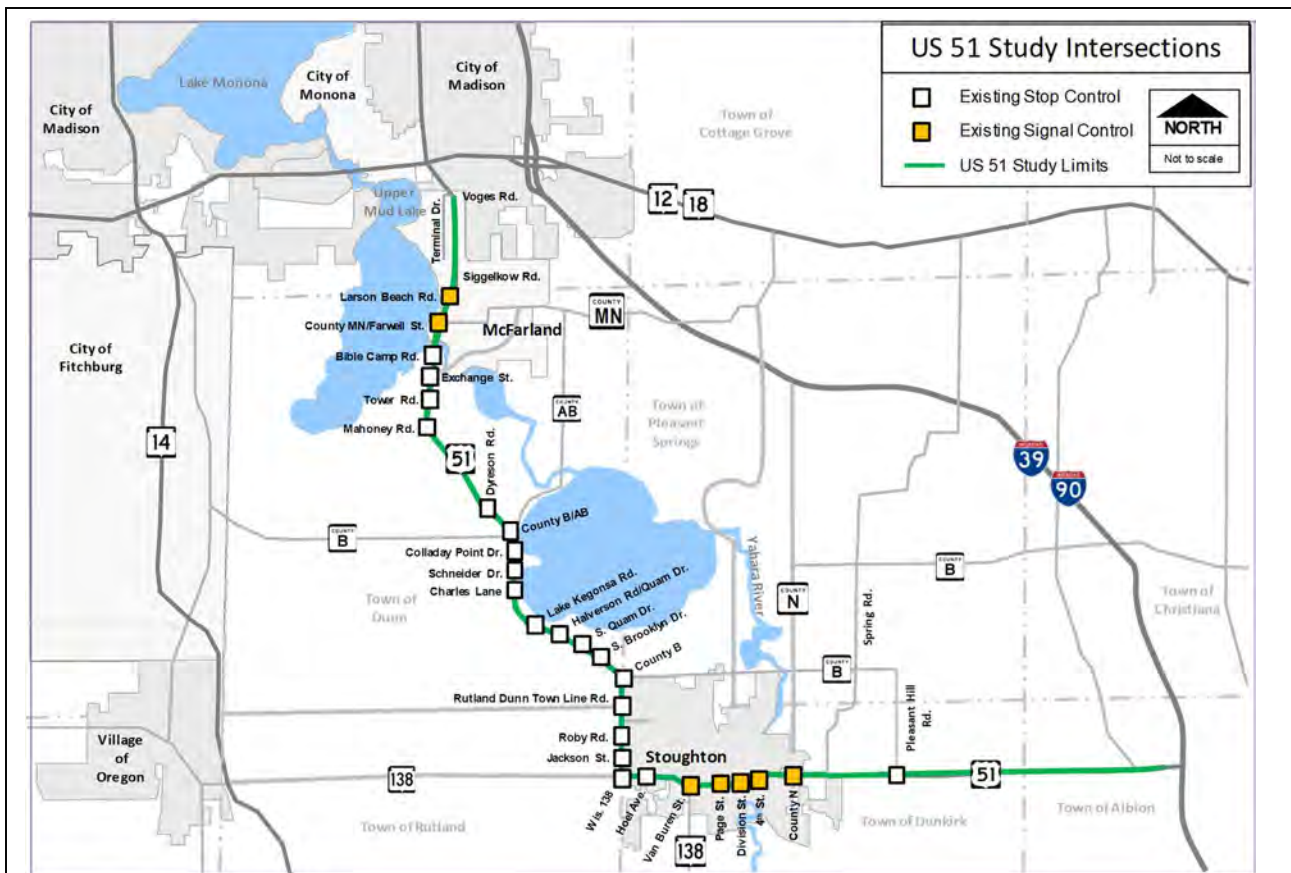 US 51 Study Intersections
Existing Stop Control
Existing Signal Control
US 51 Study Limits
NORTH
Not to scale
Lake Monona
City of
Monona
City of
Madison
City of
Madison
Town of
Cottage Grove
Upper
Mud Lake
Terminal Dr.
Voges Rd.
12
18
Siggelkow Rd.
Larson Beach Rd.
County MN/Farwell St.
McFarland
COUNTY
MN
City of
Fitchburg
Bible Camp Rd.
Exchange St.
Tower Rd.
Mahoney Rd.
COUNTY
AB
Town of
Pleasant
Springs
14
51
Dyreson Rd.
39
90
County B/AB
COUNTY
B
Colladay Point Dr.
Schneider Dr.
Charles Lane
Lake Kegonsa Rd.
Halverson Rd/Quam Dr.
S. Quam Dr.
S. Brooklyn Dr.
County B
Yahara River
COUNTY
N
Spring Rd.
COUNTY
B
Town of
Christiana
Town of
Dunn
COUNTY
B
Pleasant Hill
Rd.
Rutland Dunn Town Line Rd.
Roby Rd.
Jackson St.
Stoughton
Village
of
Oregon
138
51
Wis. 138
Hoel Ave.
Van Buren St.
Page St.
Division St.
4th St.
County N
138
Town of Rutland
Town of Dunkirk
Town of Albion